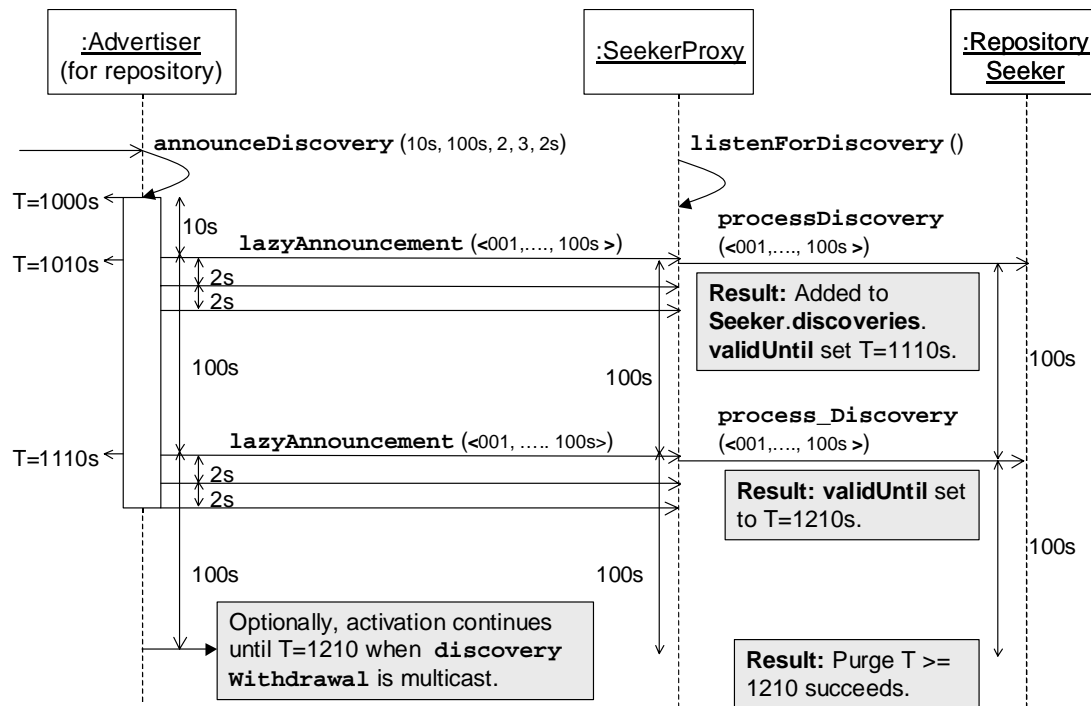 :Advertiser
(for repository)
:SeekerProxy
:Repository
Seeker
announceDiscovery (10s, 100s, 2, 3, 2s)
listenForDiscovery ()
T=1000s
10s
processDiscovery
lazyAnnouncement (<001,...., 100s >)
(<001,...., 100s >)
T=1010s
2s
2s
Result: Added to
Seeker.discoveries.
validUntil set T=1110s.
100s
100s
100s
process_Discovery
lazyAnnouncement (<001, ..... 100s>)
(<001,...., 100s >)
T=1110s
2s
2s
Result: validUntil set
to T=1210s.
100s
100s
100s
Optionally, activation continues
until T=1210 when discovery
Withdrawal is multicast.
Result: Purge T >=
1210 succeeds.